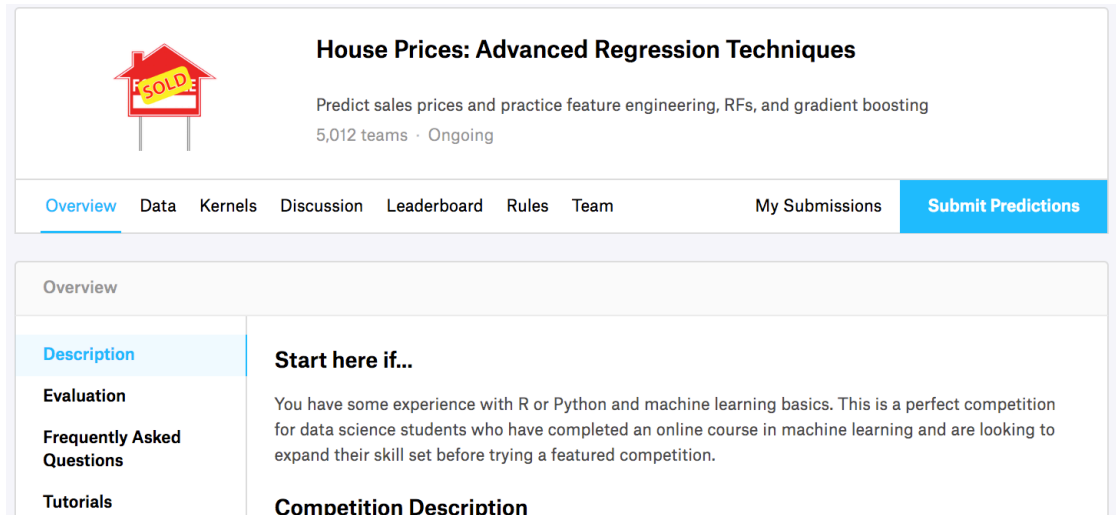 House Prices: Advanced Regression Techniques
SOLD
Predict sales prices and practice feature engineering, RFs, and gradient boosting
5,012 teams · Ongoing
Overview Data Kernels Discussion Leaderboard Rules Team My Submissions Submit Predictions
Overview
Description
Evaluation
Frequently Asked
Questions
Tutorials
Start here if...
You have some experience with R or Python and machine learning basics. This is a perfect competition
for data science students who have completed an online course in machine learning and are looking to
expand their skill set before trying a featured competition.
Competition Description